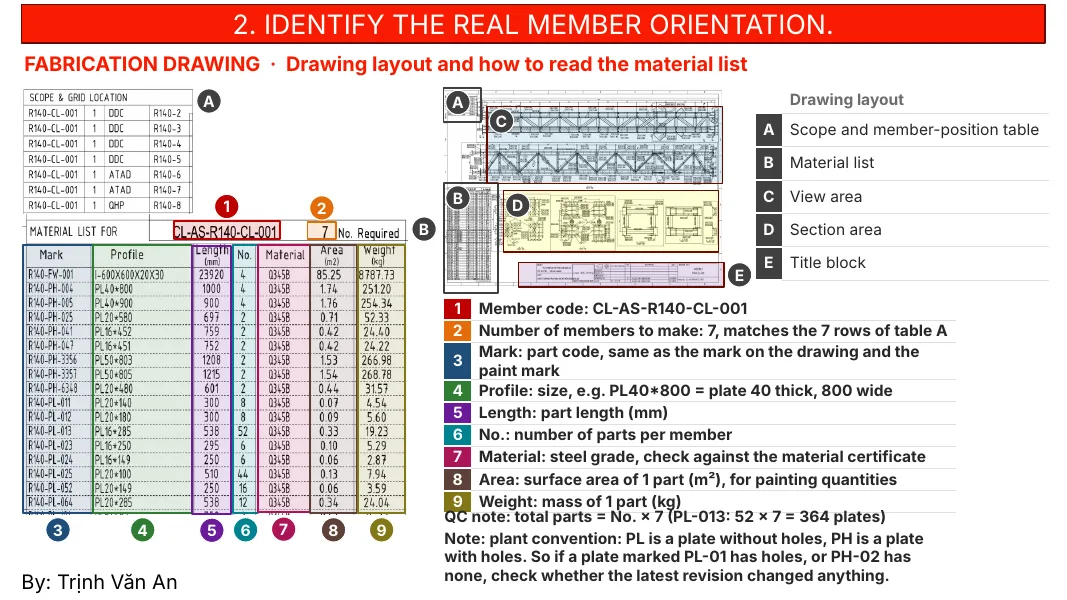 2. IDENTIFY THE REAL MEMBER ORIENTATION.
FABRICATION DRAWING · Drawing layout and how to read the material list
SCOPE & GRID LOCATION
R140-CL-001 1 DDC R140-2
R140-CL-001 1 DDC R140-3
R140-CL-001 1 DDC R140-4
R140-CL-001 1 DDC R140-5
R140-CL-001 1 ATAD R140-6
R140-CL-001 1 ATAD R140-7
R140-CL-001 1 QHP R140-8
A
1
2
MATERIAL LIST FOR CL-AS-R140-CL-001 7 No. Required
B
Mark Profile Length (mm) No. Material Area (m2) Weight (kg)
R140-FW-001 I-600X600X20X30 23920 4 Q345B 85.25 8787.73
R140-PH-004 PL40*800 1000 4 Q345B 1.74 251.20
R140-PH-005 PL40*900 900 4 Q345B 1.76 254.34
R140-PH-025 PL20*580 697 2 Q345B 0.71 52.33
R140-PH-041 PL16*452 759 2 Q345B 0.42 24.40
R140-PH-047 PL16*451 752 2 Q345B 0.42 24.22
R140-PH-3356 PL50*803 1208 2 Q345B 1.53 266.98
R140-PH-3357 PL50*805 1215 2 Q345B 1.54 268.78
R140-PH-6348 PL20*480 601 2 Q345B 0.44 31.57
R140-PL-011 PL20*140 300 8 Q345B 0.07 4.54
R140-PL-012 PL20*180 300 8 Q345B 0.09 5.60
R140-PL-013 PL16*285 538 52 Q345B 0.33 19.23
R140-PL-023 PL16*250 295 6 Q345B 0.10 5.29
R140-PL-024 PL16*149 250 6 Q345B 0.06 2.87
R140-PL-025 PL20*100 510 44 Q345B 0.13 7.94
R140-PL-052 PL20*149 250 16 Q345B 0.06 3.59
R140-PL-064 PL20*285 538 12 Q345B 0.34 24.04
3 4 5 6 7 8 9
By: Trịnh Văn An
A
C
B
D
E
Drawing layout
A Scope and member-position table
B Material list
C View area
D Section area
E Title block
1 Member code: CL-AS-R140-CL-001
2 Number of members to make: 7, matches the 7 rows of table A
3 Mark: part code, same as the mark on the drawing and the
paint mark
4 Profile: size, e.g. PL40*800 = plate 40 thick, 800 wide
5 Length: part length (mm)
6 No.: number of parts per member
7 Material: steel grade, check against the material certificate
8 Area: surface area of 1 part (m²), for painting quantities
9 Weight: mass of 1 part (kg)
QC note: total parts = No. × 7 (PL-013: 52 × 7 = 364 plates)
Note: plant convention: PL is a plate without holes, PH is a plate
with holes. So if a plate marked PL-01 has holes, or PH-02 has
none, check whether the latest revision changed anything.